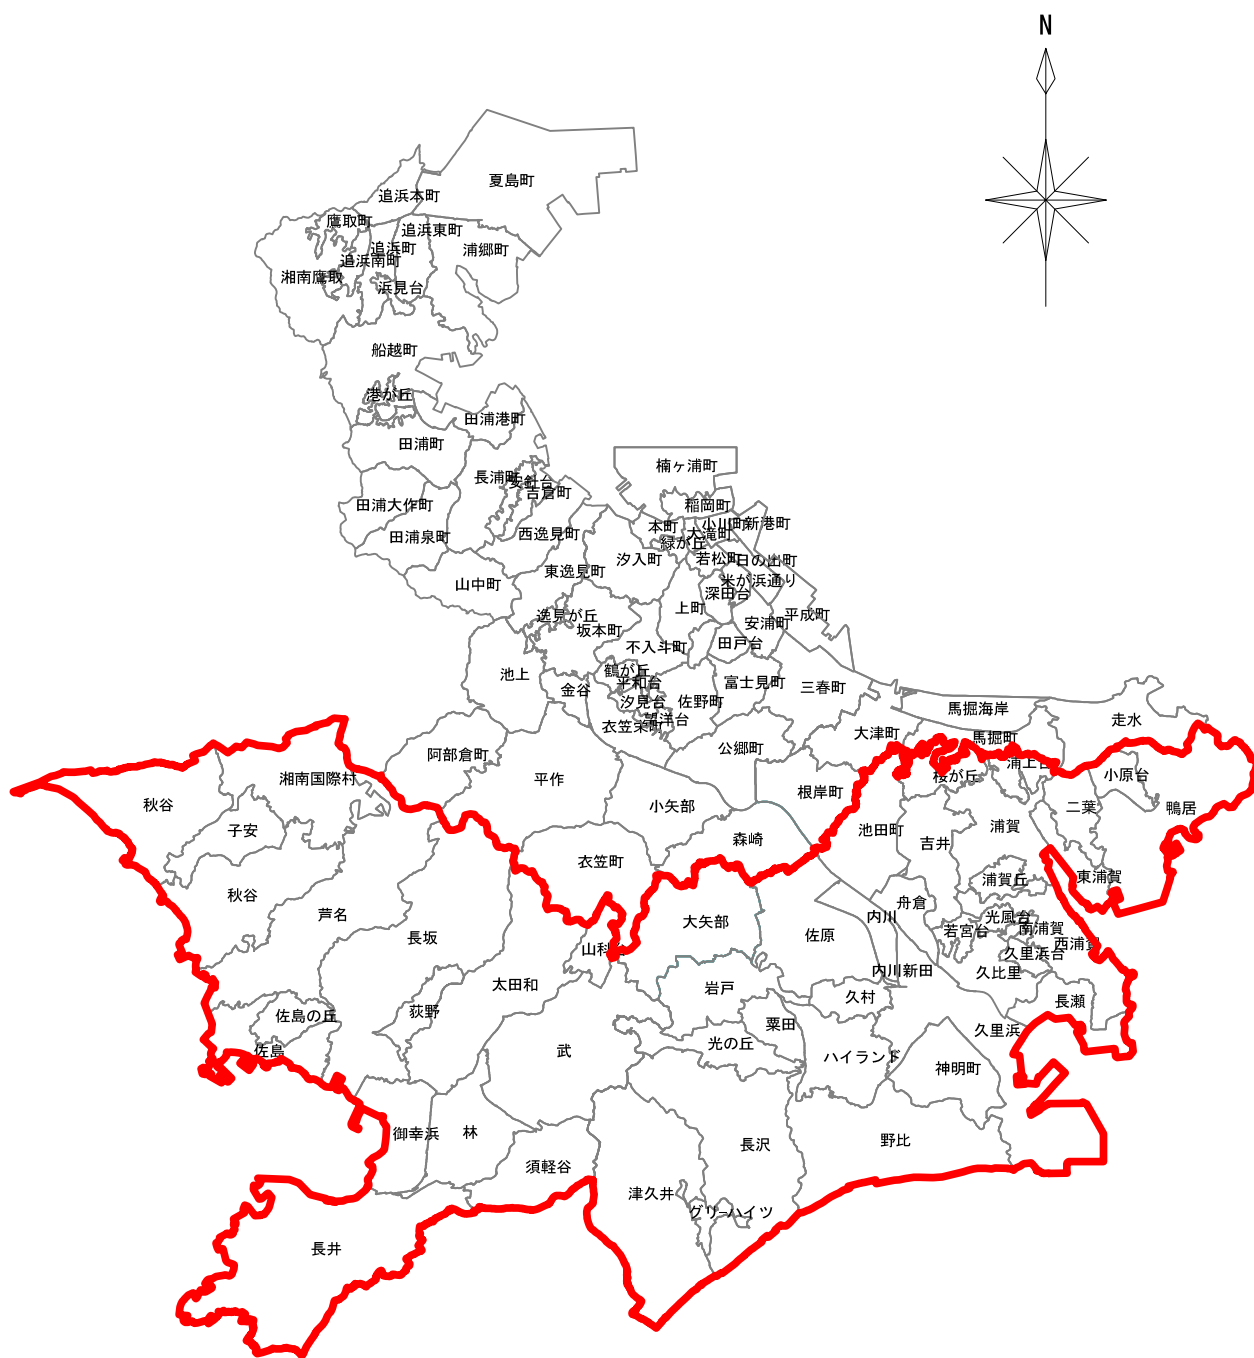 N
夏島町
追浜本町
鷹取町
追浜東町
追浜町
浦郷町
追浜南町
湘南鷹取
浜見台
船越町
港が丘
田浦港町
田浦町
楠ヶ浦町
長浦町
安針台
吉倉町
田浦大作町
稲岡町
本町
小川町
新港町
大滝町
西逸見町
田浦泉町
緑が丘
汐入町
若松町
日の出町
東逸見町
米が浜通り
山中町
深田台
上町
逸見が丘
平成町
坂本町
安浦町
不入斗町
田戸台
池上
鶴が丘
平和台
富士見町
三春町
金谷
汐見台
佐野町
望洋台
衣笠栄町
馬掘海岸
走水
大津町
馬掘町
公郷町
阿部倉町
浦上台
小原台
桜が丘
湘南国際村
平作
根岸町
秋谷
小矢部
二葉
鴨居
子安
池田町
浦賀
森崎
吉井
衣笠町
浦賀丘
東浦賀
秋谷
舟倉
芦名
内川
光風台
大矢部
南浦賀
若宮台
佐原
長坂
西浦賀
山科台
久里浜台
内川新田
久比里
太田和
岩戸
久村
長瀬
荻野
佐島の丘
粟田
久里浜
光の丘
佐島
武
ハイランド
神明町
御幸浜
林
野比
長沢
須軽谷
津久井
グリーハイツ
長井